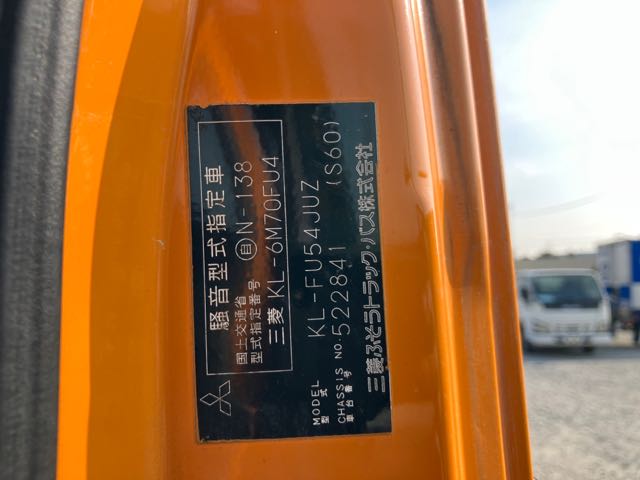 騒音型式指定車
国土交通省
型式指定番号
自N-138
三菱 KL-6M70FU4
MODEL
型式
KL-FU54JUZ
CHASSIS NO.
車台番号
522841
(S60)
三菱ふそうトラック・バス株式会社